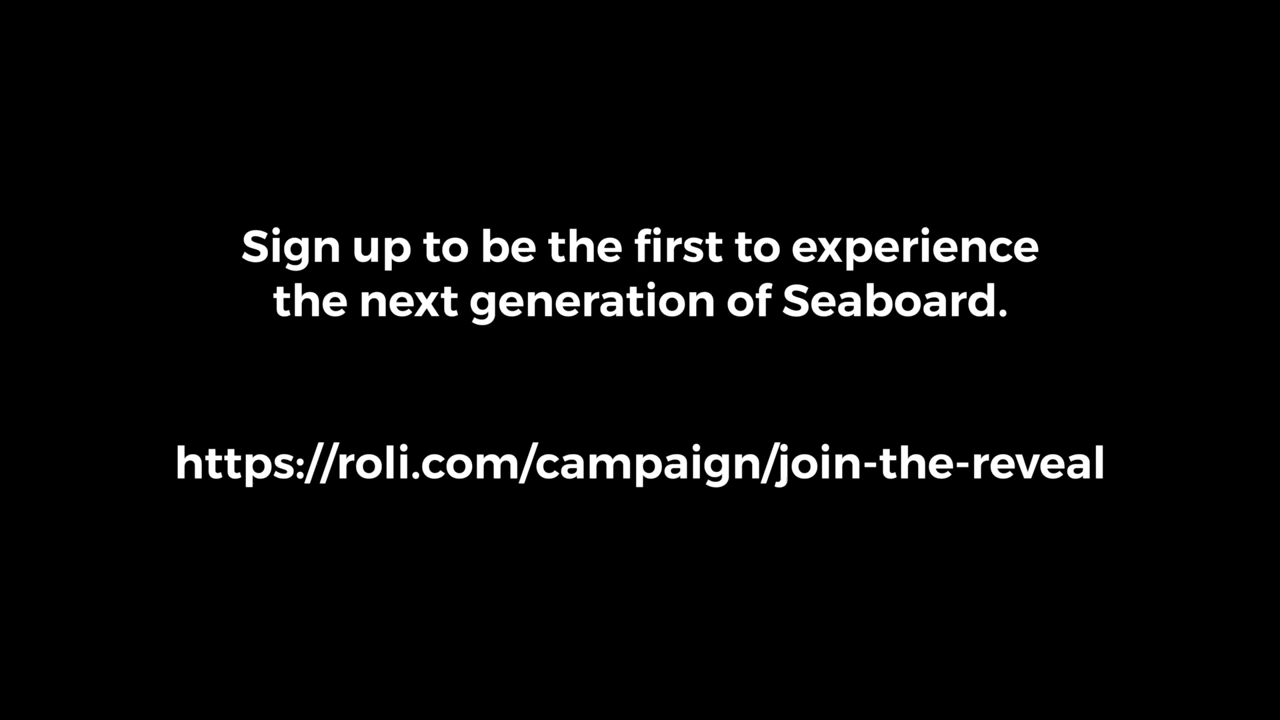 Sign up to be the first to experience
the next generation of Seaboard.
https://roli.com/campaign/join-the-reveal